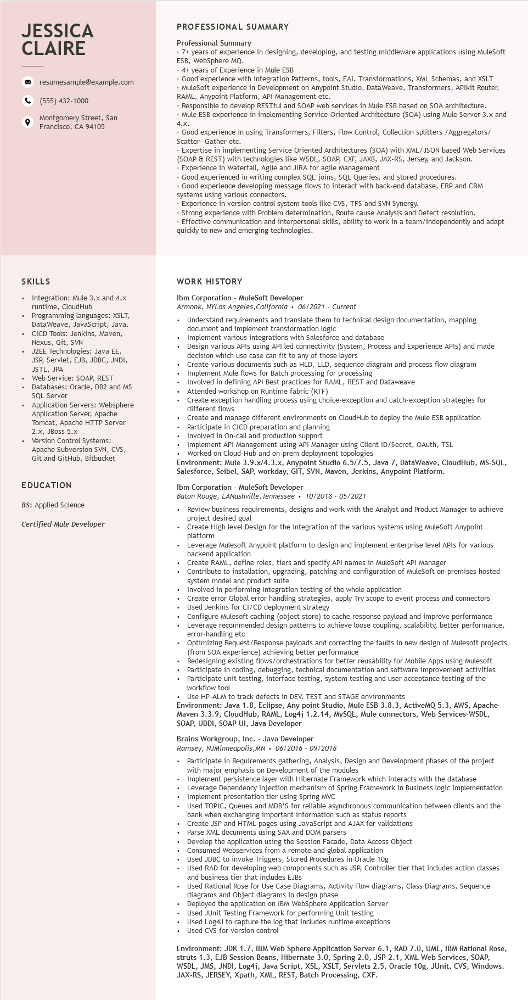 JESSICA
CLAIRE
resumesample@example.com
(555) 432-1000
Montgomery Street, San
Francisco, CA 94105
PROFESSIONAL SUMMARY
Professional Summary
· 7+ years of experience in designing, developing, and testing middleware applications using MuleSoft
ESB, WebSphere MQ.
· 4+ years of Experience in Mule ESB
· Good experience with integration Patterns, tools, EAI, Transformations, XML Schemas, and XSLT
· MuleSoft experience in Development on Anypoint Studio, DataWeave, Transformers, APIkit Router,
RAML, Anypoint Platform, API Management etc.
· Responsible to develop RESTful and SOAP web services in Mule ESB based on SOA architecture.
· Mule ESB experience in implementing Service-Oriented Architecture (SOA) using Mule Server 3.x and
4.x.
· Good experience in using Transformers, Filters, Flow Control, Collection splitters /Aggregators/
Scatter- Gather etc.
· Expertise in implementing Service Oriented Architectures (SOA) with XML/JSON based Web Services
(SOAP & REST) with technologies like WSDL, SOAP, CXF, JAXB, JAX-RS, Jersey, and Jackson.
· Experience in Waterfall, Agile and JIRA for agile Management
· Good experienced in writing complex SQL joins, SQL Queries, and stored procedures.
· Good experience developing message flows to interact with back-end database, ERP and CRM
systems using various connectors.
· Experience in version control system tools like CVS, TFS and SVN Synergy.
· Strong experience with Problem determination, Route cause Analysis and Defect resolution.
· Effective communication and interpersonal skills, ability to work in a team/independently and adapt
quickly to new and emerging technologies.
SKILLS
• Integration: Mule 3.x and 4.x
runtime, CloudHub
• Programming languages: XSLT,
DataWeave, JavaScript, Java.
• CICD Tools: Jenkins, Maven,
Nexus, Git, SVN
• J2EE Technologies: Java EE,
JSP, Servlet, EJB, JDBC, JNDI,
JSTL, JPA
• Web Service: SOAP, REST
• Databases: Oracle, DB2 and MS
SQL Server
• Application Servers: Websphere
Application Server, Apache
Tomcat, Apache HTTP Server
2.x, JBoss 5.x
• Version Control Systems:
Apache Subversion SVN, CVS,
Git and GitHub, Bitbucket
EDUCATION
BS: Applied Science
Certified Mule Developer
WORK HISTORY
Ibm Corporation - MuleSoft Developer
Armonk, NYLos Angeles,California • 06/2021 - Current
• Understand requirements and translate them to technical design documentation, mapping
document and implement transformation logic
• Implement various integrations with Salesforce and database
• Design various APIs using API led connectivity (System, Process and Experience APIs) and made
decision which use case can fit to any of those layers
• Create various documents such as HLD, LLD, sequence diagram and process flow diagram
• Implement Mule flows for Batch processing for processing
• Involved in defining API Best practices for RAML, REST and Dataweave
• Attended workshop on Runtime fabric (RTF)
• Create exception handling process using choice-exception and catch-exception strategies for
different flows
• Create and manage different environments on CloudHub to deploy the Mule ESB application
• Participate in CICD preparation and planning
• Involved in On-call and production support
• Implement API Management using API Manager using Client ID/Secret, OAuth, TSL
• Worked on Cloud-Hub and on-prem deployment topologies
Environment: Mule 3.9.x/4.3.x, Anypoint Studio 6.5/7.5, Java 7, DataWeave, CloudHub, MS-SQL,
Salesforce, Seibel, SAP, workday, GIT, SVN, Maven, Jerkins, Anypoint Platform.
Ibm Corporation - MuleSoft Developer
Baton Rouge, LANashville,Tennessee • 10/2018 - 05/2021
• Review business requirements, designs and work with the Analyst and Product Manager to achieve
project desired goal
• Create High level Design for the integration of the various systems using MuleSoft Anypoint
platform
• Leverage Mulesoft Anypoint platform to design and implement enterprise level APIs for various
backend application
• Create RAML, define roles, tiers and specify API names in MuleSoft API Manager
• Contribute to installation, upgrading, patching and configuration of MuleSoft on-premises hosted
system model and product suite
• Involved in performing Integration testing of the whole application
• Create error Global error handling strategies, apply Try scope to event process and connectors
• Used Jenkins for CI/CD deployment strategy
• Configure Mulesoft caching (object store) to cache response payload and improve performance
• Leverage recommended design patterns to achieve loose coupling, scalability, better performance,
error-handling etc
• Optimizing Request/Response payloads and correcting the faults in new design of Mulesoft projects
(from SOA experience) achieving better performance
• Redesigning existing flows/orchestrations for better reusability for Mobile Apps using Mulesoft
• Participate in coding, debugging, technical documentation and software improvement activities
• Participate unit testing, interface testing, system testing and user acceptance testing of the
workflow tool
• Use HP-ALM to track defects in DEV, TEST and STAGE environments
Environment: Java 1.8, Eclipse, Any point Studio, Mule ESB 3.8.3, ActiveMQ 5.3, AWS, Apache-
Maven 3.3.9, CloudHub, RAML, Log4j 1.2.14, MySQL, Mule connectors, Web Services-WSDL,
SOAP, UDDI, SOAP UI, Java Developer
Brains Workgroup, Inc. - Java Developer
Ramsey, NJMinneapolis,MN • 06/2016 - 09/2018
• Participate in Requirements gathering, Analysis, Design and Development phases of the project
with major emphasis on Development of the modules
• Implement persistence layer with Hibernate Framework which interacts with the database
• Leverage Dependency Injection mechanism of Spring Framework in Business logic implementation
• Implement presentation tier using Spring MVC
• Used TOPIC, Queues and MDB’S for reliable asynchronous communication between clients and the
bank when exchanging important information such as status reports
• Create JSP and HTML pages using JavaScript and AJAX for validations
• Parse XML documents using SAX and DOM parsers
• Develop the application using the Session Facade, Data Access Object
• Consumed Webservices from a remote and global application
• Used JDBC to invoke Triggers, Stored Procedures in Oracle 10g
• Used RAD for developing web components such as JSP, Controller tier that includes action classes
and business tier that includes EJBs
• Used Rational Rose for Use Case Diagrams, Activity Flow diagrams, Class Diagrams, Sequence
diagrams and Object diagrams in design phase
• Deployed the application on IBM WebSphere Application Server
• Used JUnit Testing Framework for performing Unit testing
• Used Log4J to capture the log that includes runtime exceptions
• Used CVS for version control
Environment: JDK 1.7, IBM Web Sphere Application Server 6.1, RAD 7.0, UML, IBM Rational Rose,
struts 1.3, EJB Session Beans, Hibernate 3.0, Spring 2.0, JSP 2.1, XML Web Services, SOAP,
WSDL, JMS, JNDI, Log4j, Java Script, XSL, XSLT, Servlets 2.5, Oracle 10g, JUnit, CVS, Windows.
JAX-RS, JERSEY, Xpath, XML, REST, Batch Processing, CXF.